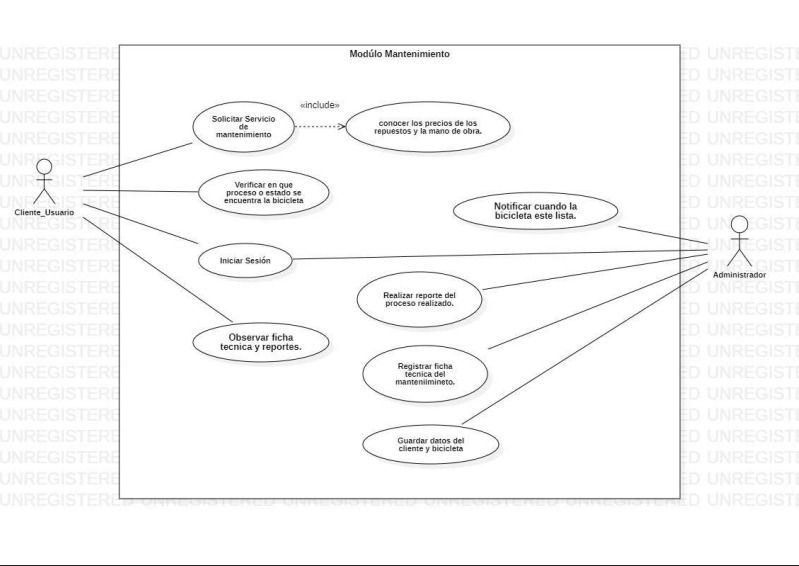 Modúlo Mantenimiento
«include»
Solicitar Servicio
de
mantenimiento
conocer los precios de los
repuestos y la mano de obra.
Verificar en que
proceso o estado se
encuentra la bicicleta
Cliente_Usuario
Notificar cuando la
bicicleta este lista.
Iniciar Sesión
Administrador
Realizar reporte del
proceso realizado.
Observar ficha
tecnica y reportes.
Registrar ficha
técnica del
manteniimineto.
Guardar datos del
cliente y bicicleta
UNREGISTERED